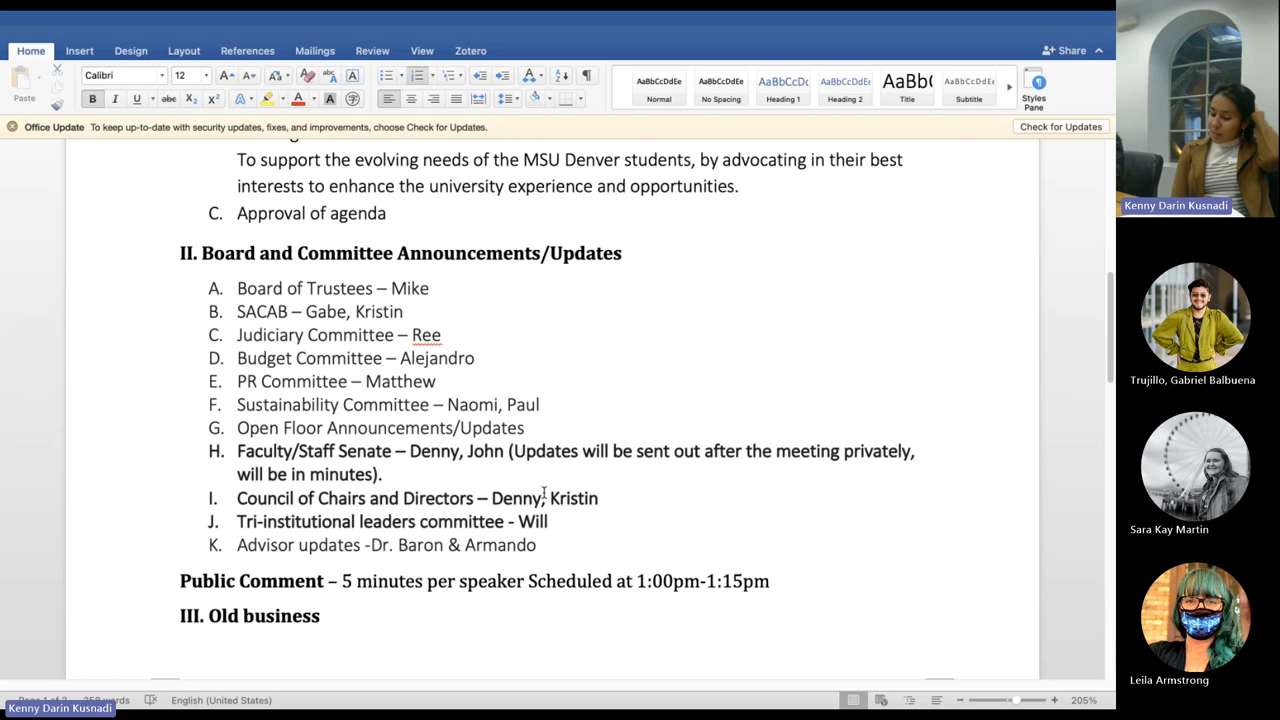 Home Insert Design Layout References Mailings Review View Zotero Share
Paste
Calibri 12
AaBbCcDdEe AaBbCcDdEe AaBbCcDc AaBbCcDdEe AaBb( AaBbCcDdEe
Normal No Spacing Heading 1 Heading 2 Title Subtitle
Styles
Pane
Office Update To keep up-to-date with security updates, fixes, and improvements, choose Check for Updates. Check for Updates
To support the evolving needs of the MSU Denver students, by advocating in their best
interests to enhance the university experience and opportunities.
C. Approval of agenda
II. Board and Committee Announcements/Updates
A. Board of Trustees – Mike
B. SACAB – Gabe, Kristin
C. Judiciary Committee – Ree
D. Budget Committee – Alejandro
E. PR Committee – Matthew
F. Sustainability Committee – Naomi, Paul
G. Open Floor Announcements/Updates
H. Faculty/Staff Senate – Denny, John (Updates will be sent out after the meeting privately,
will be in minutes).
I. Council of Chairs and Directors – Denny, Kristin
J. Tri-institutional leaders committee - Will
K. Advisor updates -Dr. Baron & Armando
Public Comment – 5 minutes per speaker Scheduled at 1:00pm-1:15pm
III. Old business
words English (United States) 205%
Kenny Darin Kusnadi
Kenny Darin Kusnadi
Trujillo, Gabriel Balbuena
Sara Kay Martin
Leila Armstrong